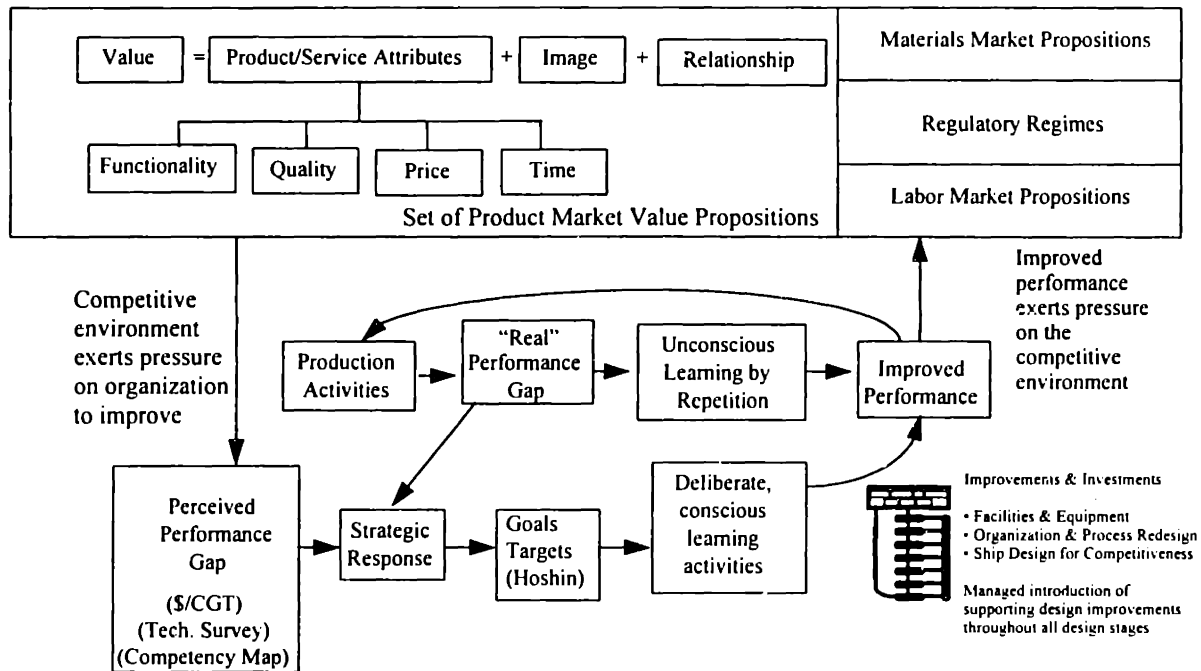 Value = Product/Service Attributes + Image + Relationship
Functionality
Quality
Price
Time
Set of Product Market Value Propositions
Materials Market Propositions
Regulatory Regimes
Labor Market Propositions
Competitive
environment
exerts pressure
on organization
to improve
Improved
performance
exerts pressure
on the
competitive
environment
Production
Activities
“Real”
Performance
Gap
Unconscious
Learning by
Repetition
Improved
Performance
Perceived
Performance
Gap
($/CGT)
(Tech. Survey)
(Competency Map)
Strategic
Response
Goals
Targets
(Hoshin)
Deliberate,
conscious
learning
activities
Improvements & Investments
• Facilities & Equipment
• Organization & Process Redesign
• Ship Design for Competitiveness
Managed introduction of
supporting design improvements
throughout all design stages